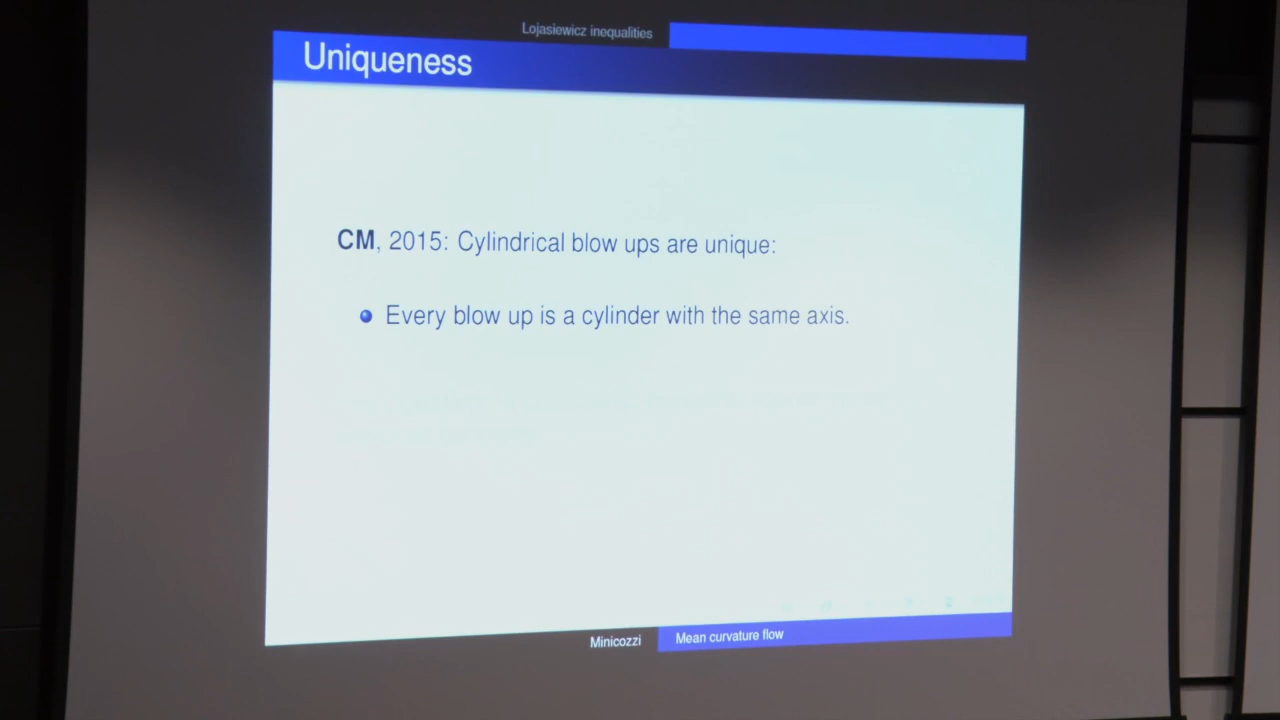 Lojasiewicz inequalities
Uniqueness
CM, 2015: Cylindrical blow ups are unique:
Every blow up is a cylinder with the same axis.
Minicozzi
Mean curvature flow